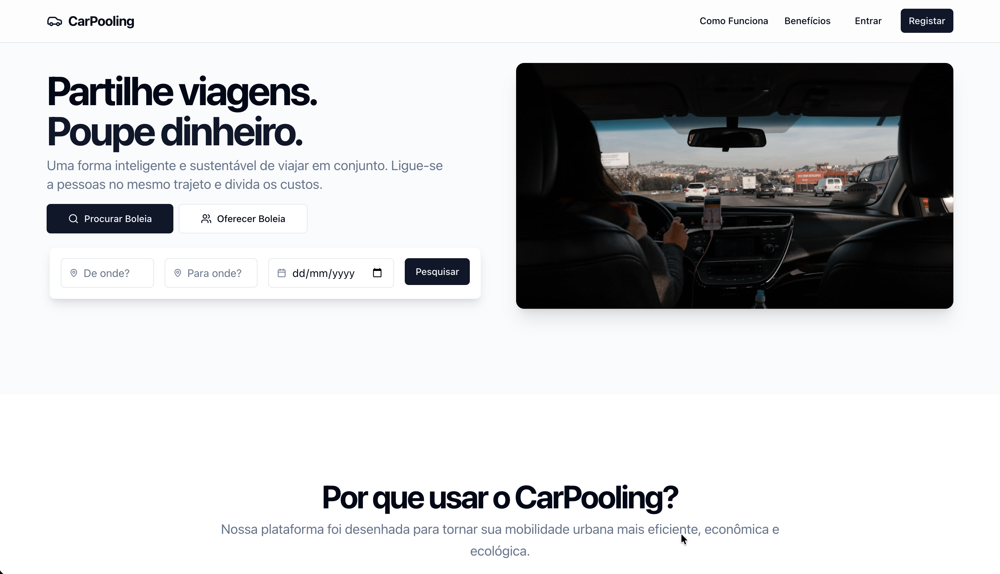 CarPooling
Como Funciona
Benefícios
Entrar
Registar
Partilhe viagens.
Poupe dinheiro.
Uma forma inteligente e sustentável de viajar em conjunto. Ligue-se
a pessoas no mesmo trajeto e divida os custos.
Procurar Boleia
Oferecer Boleia
De onde?
Para onde?
dd/mm/yyyy
Pesquisar
ASK YOUR DEVELOPER
UBER
Por que usar o CarPooling?
Nossa plataforma foi desenhada para tornar sua mobilidade urbana mais eficiente, econômica e
ecológica.